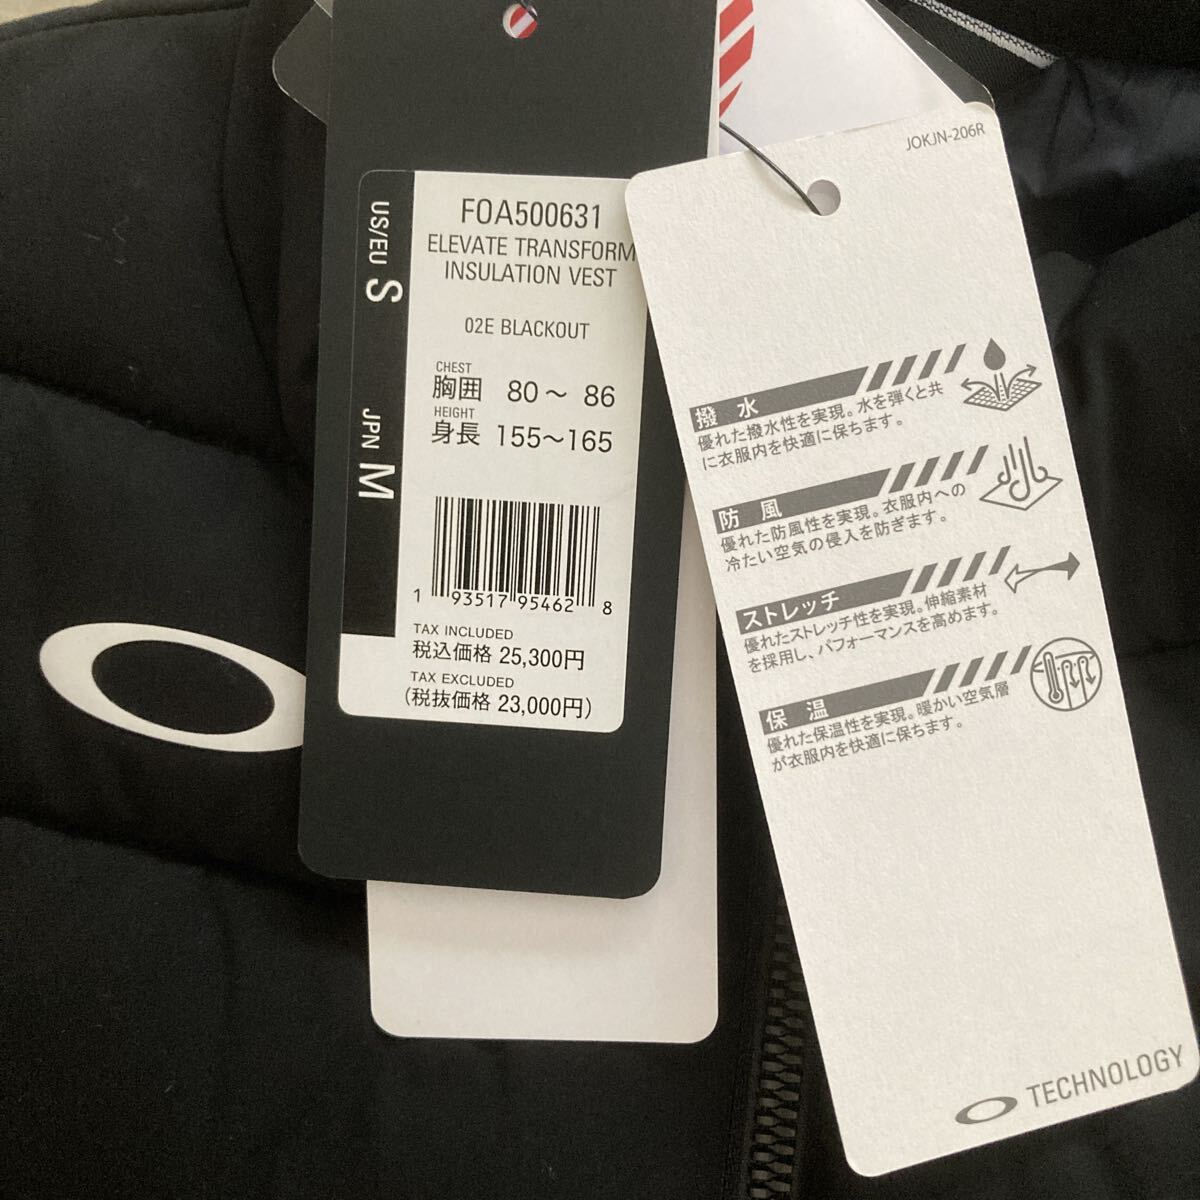 FOA500631
ELEVATE TRANSFORM
INSULATION VEST
02E BLACKOUT
US/EU S
JPN M
CHEST
胸囲 80～ 86
HEIGHT
身長 155～165
1 93517 95462 8
TAX INCLUDED
税込価格 25,300円
TAX EXCLUDED
(税抜価格 23,000円)
JOKJN-206R
撥 水
優れた撥水性を実現。水を弾くと共
に衣服内を快適に保ちます。
防 風
優れた防風性を実現。衣服内への
冷たい空気の侵入を防ぎます。
ストレッチ
優れたストレッチ性を実現。伸縮素材
を採用し、パフォーマンスを高めます。
保 温
優れた保温性を実現。暖かい空気層
が衣服内を快適に保ちます。
TECHNOLOGY